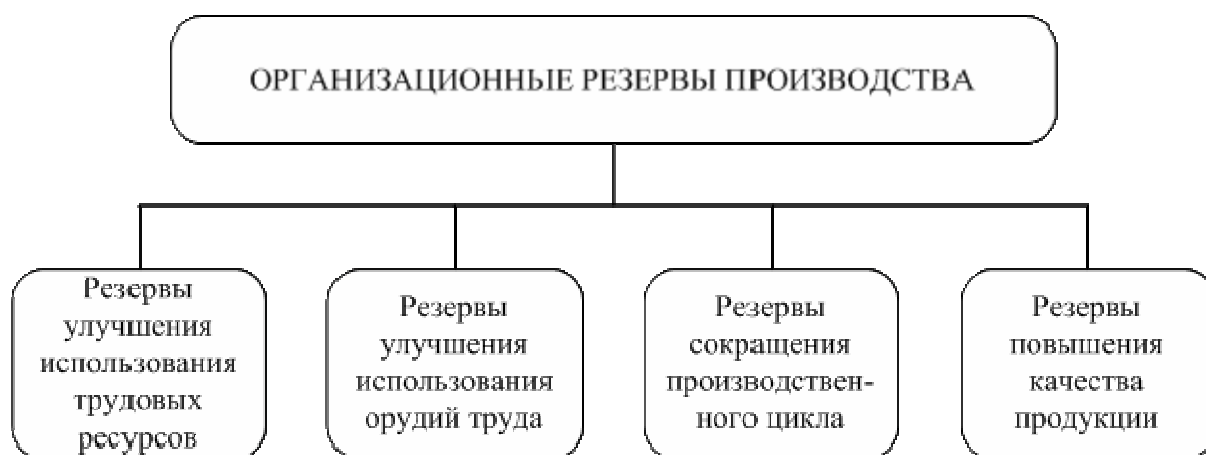 ОРГАНИЗАЦИОННЫЕ РЕЗЕРВЫ ПРОИЗВОДСТВА
Резервы
улучшения
использования
трудовых
ресурсов
Резервы
улучшения
использования
орудий труда
Резервы
сокращения
производствен-
ного цикла
Резервы
повышения
качества
продукции